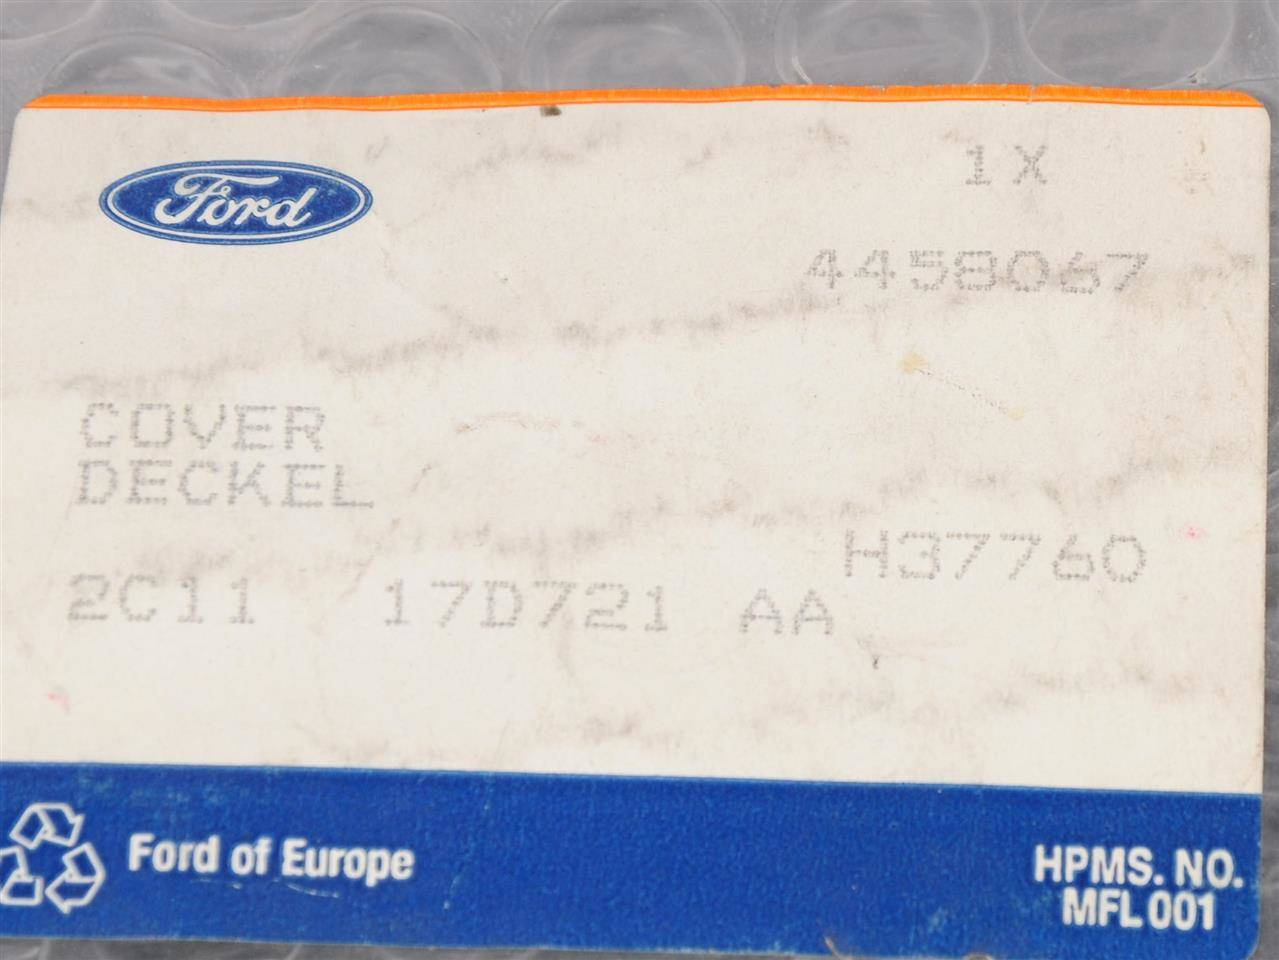 Ford
1X
4458067
COVER
DECKEL
H37760
2C11 17D721 AA
Ford of Europe
HPMS. NO.
MFL 001